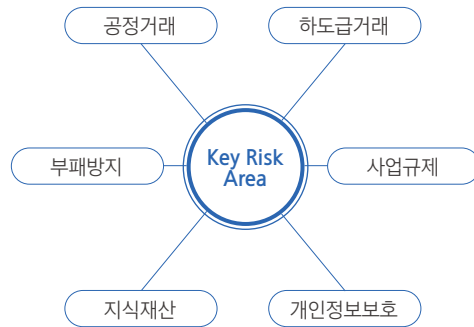 공정거래
하도급거래
부패방지
Key Risk
Area
사업규제
지식재산
개인정보보호